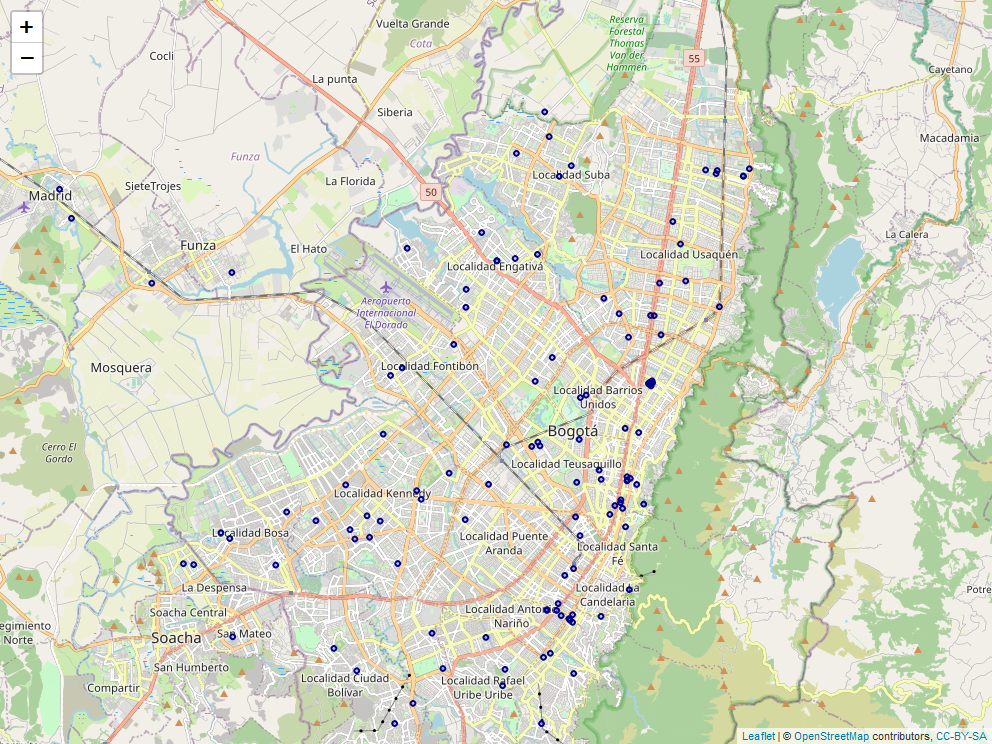 +
−
Vuelta Grande
Cota
Reserva
Forestal
Thomas
Van der
Hammen
55
Cocli
La punta
Cayetano
Siberia
Macadamia
Funza
SieteTrojes
La Florida
50
Localidad Suba
Madrid
Funza
El Hato
La Calera
Localidad Usaquén
Localidad Engativá
Aeropuerto
Internacional
El Dorado
Mosquera
Localidad Fontibón
Localidad Barrios
Unidos
Bogotá
Cerro El
Gordo
Localidad Teusaquillo
Localidad Kennedy
Localidad Bosa
Localidad Puente
Aranda
Localidad Santa
Fé
La Despensa
Localidad La
Candelaria
Soacha Central
Localidad Antonio
Nariño
egimiento
Norte
Soacha
San Mateo
Potre
San Humberto
Compartir
Localidad Ciudad
Bolívar
Localidad Rafael
Uribe Uribe
Leaflet | © OpenStreetMap contributors, CC-BY-SA